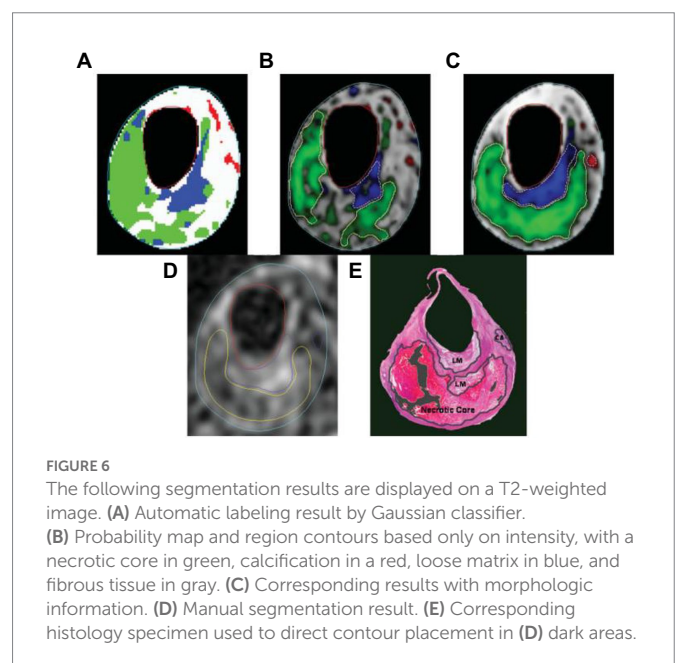 A
B
C
D
E
LM
CA
LM
Necrotic Core
FIGURE 6
The following segmentation results are displayed on a T2-weighted
image. (A) Automatic labeling result by Gaussian classifier.
(B) Probability map and region contours based only on intensity, with a
necrotic core in green, calcification in a red, loose matrix in blue, and
fibrous tissue in gray. (C) Corresponding results with morphologic
information. (D) Manual segmentation result. (E) Corresponding
histology specimen used to direct contour placement in (D) dark areas.